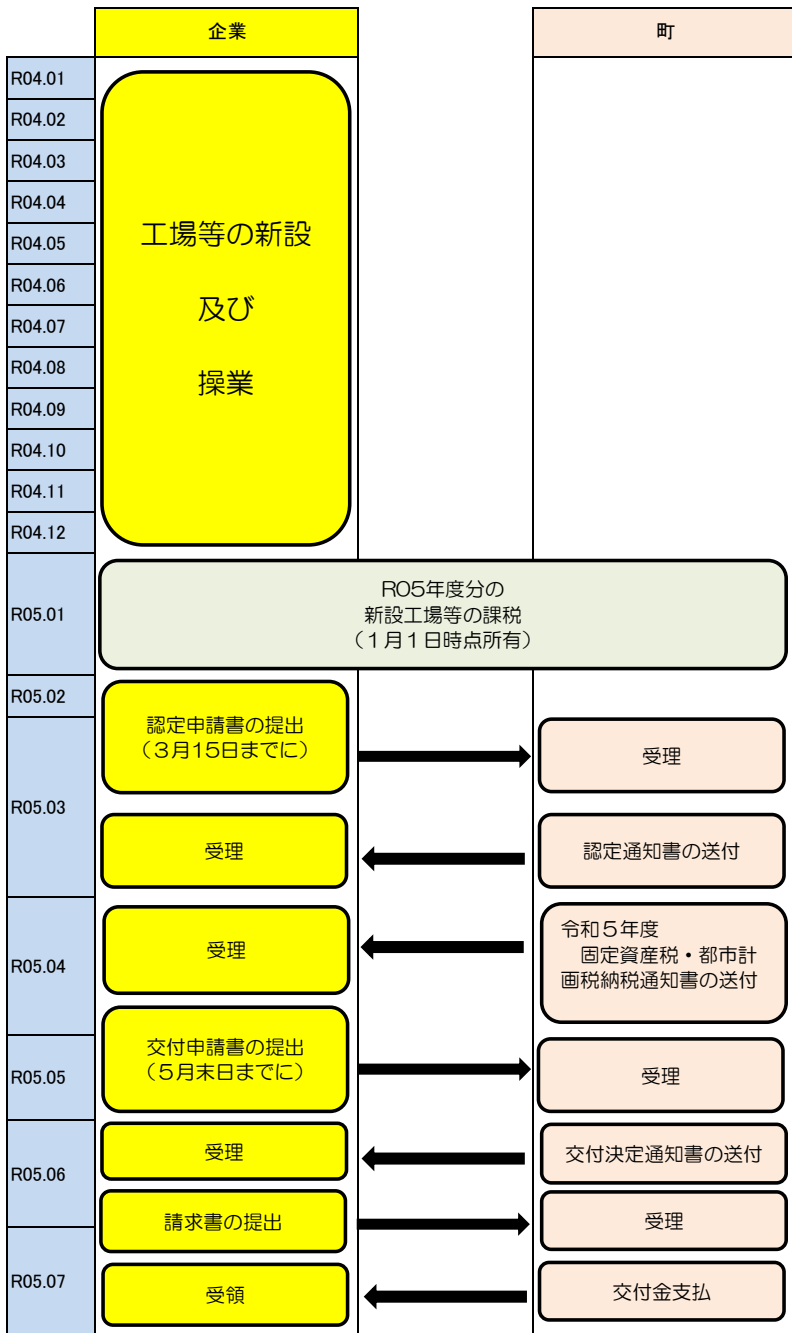 企業
町
R04.01
R04.02
R04.03
R04.04
R04.05
R04.06
R04.07
R04.08
R04.09
R04.10
R04.11
R04.12
工場等の新設
及び
操業
R05.01
R05年度分の
新設工場等の課税
（１月１日時点所有）
R05.02
R05.03
認定申請書の提出
（３月15日までに）
受理
受理
認定通知書の送付
R05.04
受理
令和５年度
固定資産税・都市計
画税納税通知書の送付
R05.05
交付申請書の提出
（５月末日までに）
受理
R05.06
受理
交付決定通知書の送付
請求書の提出
受理
R05.07
受領
交付金支払